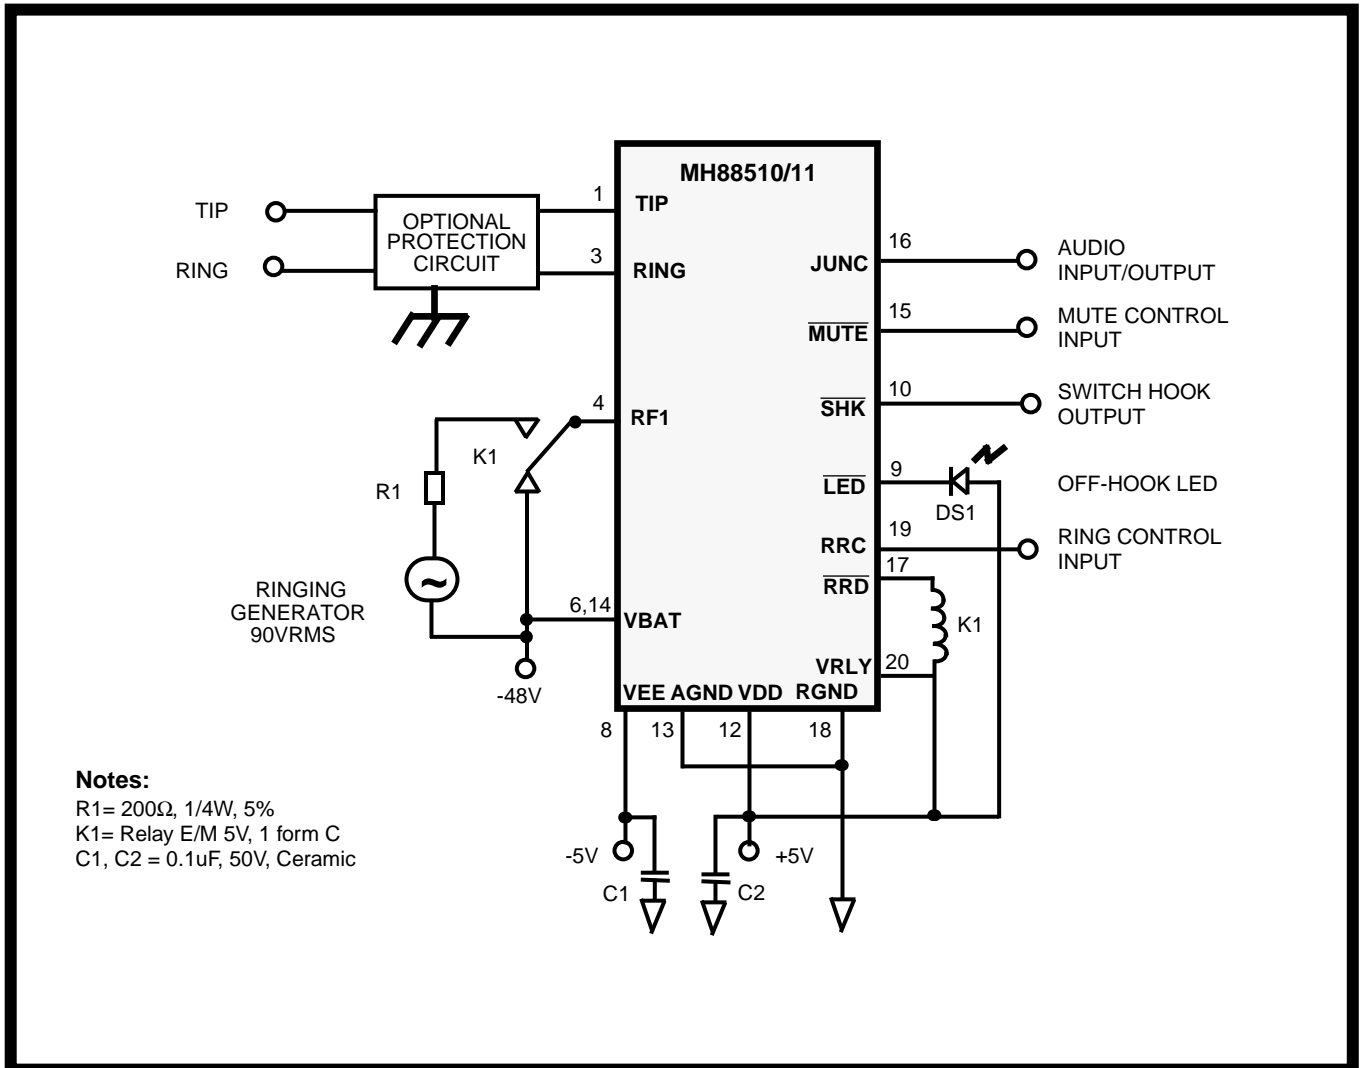 MH88510/11
TIP
OPTIONAL
PROTECTION
CIRCUIT
1
TIP
RING
3
RING
16
JUNC
AUDIO
INPUT/OUTPUT
15
MUTE
MUTE CONTROL
INPUT
4
RF1
K1
R1
10
SHK
SWITCH HOOK
OUTPUT
9
LED
DS1
OFF-HOOK LED
19
RRC
RING CONTROL
INPUT
17
RRD
K1
~
RINGING
GENERATOR
90VRMS
6,14
VBAT
-48V
VRLY
20
VEE AGND VDD RGND
8 13 12 18
-5V
C1
C2
+5V
Notes:
R1= 200Ω, 1/4W, 5%
K1= Relay E/M 5V, 1 form C
C1, C2 = 0.1uF, 50V, Ceramic